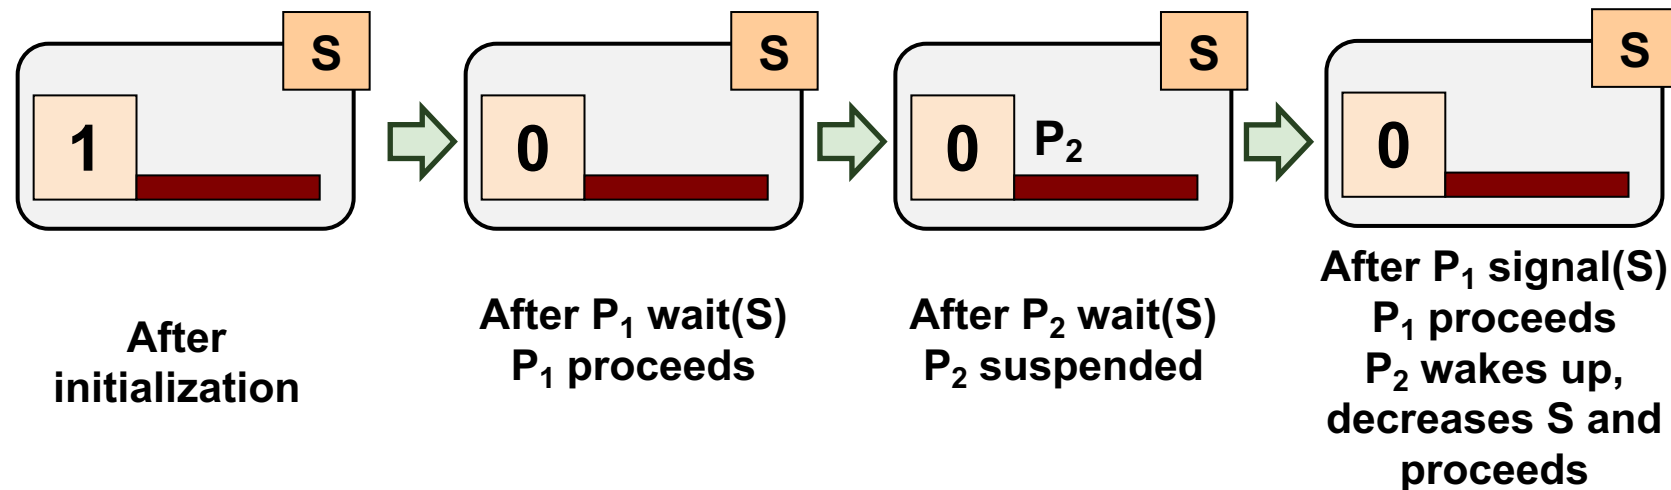 S
1
After
initialization
S
0
After P₁ wait(S)
P₁ proceeds
S
0
P₂
After P₂ wait(S)
P₂ suspended
S
0
After P₁ signal(S)
P₁ proceeds
P₂ wakes up,
decreases S and
proceeds